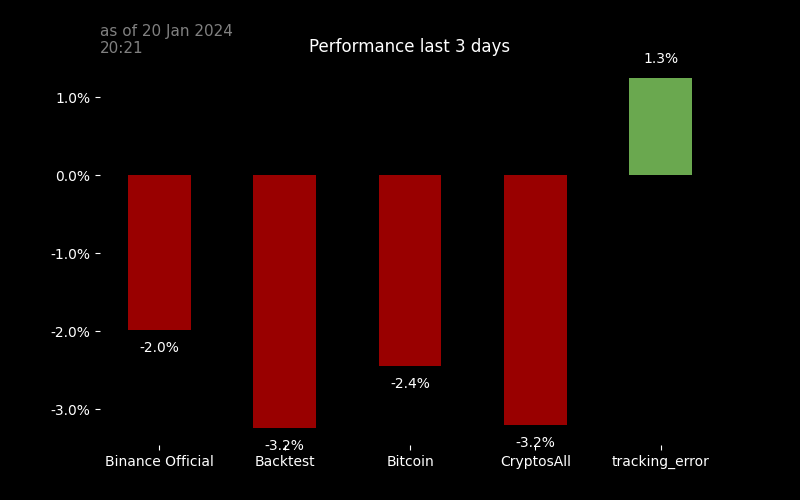 as of 20 Jan 2024
20:21
Performance last 3 days
1.3%
1.0%
0.0%
-1.0%
-2.0%
-3.0%
-2.0%
-3.2%
-2.4%
-3.2%
Binance Official
Backtest
Bitcoin
CryptosAll
tracking_error